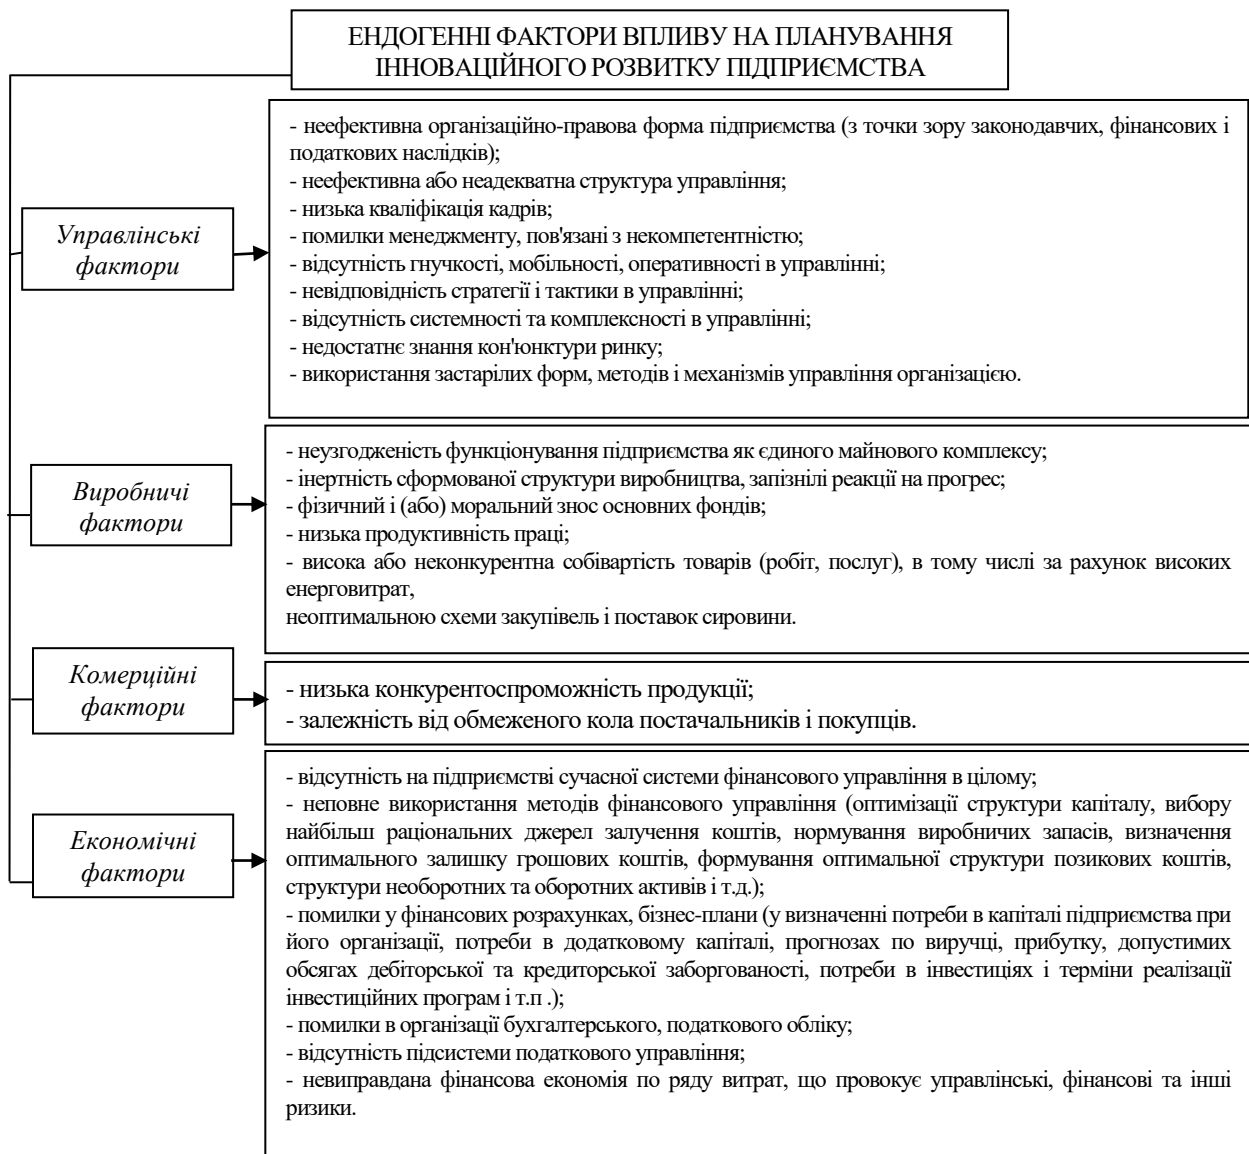 ЕНДОГЕННІ ФАКТОРИ ВПЛИВУ НА ПЛАНУВАННЯ
ІННОВАЦІЙНОГО РОЗВИТКУ ПІДПРИЄМСТВА
Управлінські
фактори
- неефективна організаційно-правова форма підприємства (з точки зору законодавчих, фінансових і
податкових наслідків);
- неефективна або неадекватна структура управління;
- низька кваліфікація кадрів;
- помилки менеджменту, пов'язані з некомпетентністю;
- відсутність гнучкості, мобільності, оперативності в управлінні;
- невідповідність стратегії і тактики в управлінні;
- відсутність системності та комплексності в управлінні;
- недостатнє знання кон'юнктури ринку;
- використання застарілих форм, методів і механізмів управління організацією.
Виробничі
фактори
- неузгодженість функціонування підприємства як єдиного майнового комплексу;
- інертність сформованої структури виробництва, запізнілі реакції на прогрес;
- фізичний і (або) моральний знос основних фондів;
- низька продуктивність праці;
- висока або неконкурентна собівартість товарів (робіт, послуг), в тому числі за рахунок високих
енерговитрат,
неоптимальною схеми закупівель і поставок сировини.
Комерційні
фактори
- низька конкурентоспроможність продукції;
- залежність від обмеженого кола постачальників і покупців.
Економічні
фактори
- відсутність на підприємстві сучасної системи фінансового управління в цілому;
- неповне використання методів фінансового управління (оптимізації структури капіталу, вибору
найбільш раціональних джерел залучення коштів, нормування виробничих запасів, визначення
оптимального залишку грошових коштів, формування оптимальної структури позикових коштів,
структури необоротних та оборотних активів і т.д.);
- помилки у фінансових розрахунках, бізнес-плани (у визначенні потреби в капіталі підприємства при
його організації, потреби в додатковому капіталі, прогнозах по виручці, прибутку, допустимих
обсягах дебіторської та кредиторської заборгованості, потреби в інвестиціях і терміни реалізації
інвестиційних програм і т.п .);
- помилки в організації бухгалтерського, податкового обліку;
- відсутність підсистеми податкового управління;
- невиправдана фінансова економія по ряду витрат, що провокує управлінські, фінансові та інші
ризики.